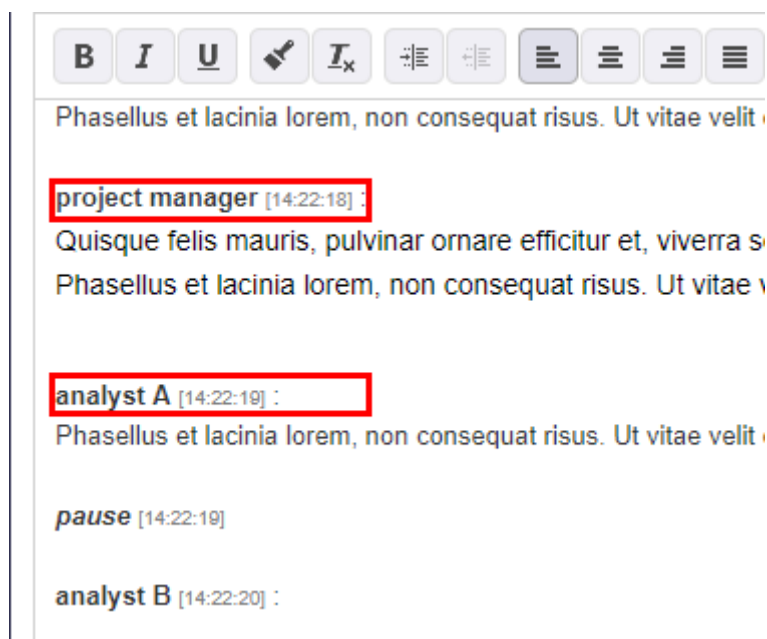 B I U Tx
Phasellus et lacinia lorem, non consequat risus. Ut vitae velit
project manager [14:22:18] :
Quisque felis mauris, pulvinar ornare efficitur et, viverra
Phasellus et lacinia lorem, non consequat risus. Ut vitae
analyst A [14:22:19] :
Phasellus et lacinia lorem, non consequat risus. Ut vitae velit
pause [14:22:19]
analyst B [14:22:20] :